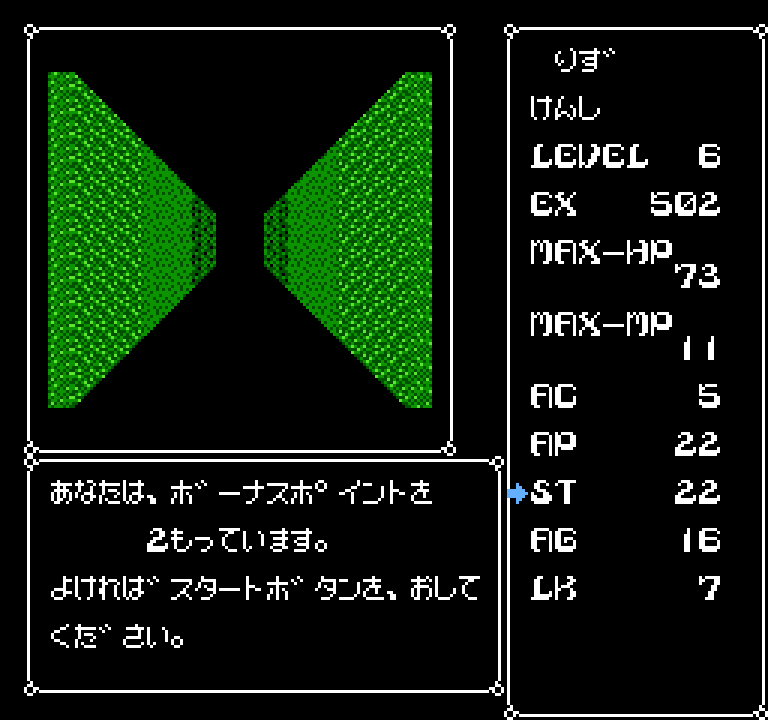 あなたは、ボーナスポイントを
2もっています。
よければスタートボタンを、おして
ください。
りず
けんし
LEVEL 6
EX 502
MAX-HP
73
MAX-MP
11
AC 5
AP 22
ST 22
AG 16
LK 7